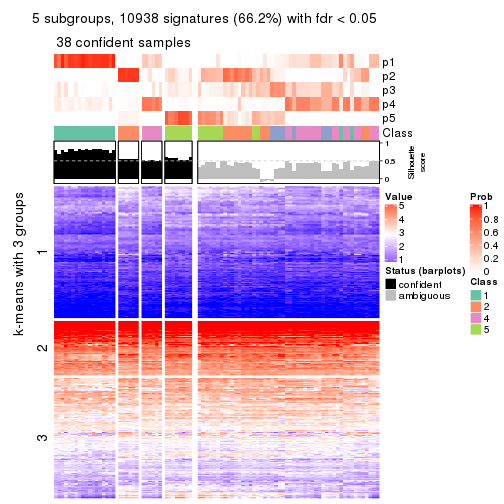 5 subgroups, 10938 signatures (66.2%) with fdr < 0.05
38 confident samples
p1
p2
p3
p4
p5
Class
1
0.5
0
Silhouette
score
k-means with 3 groups
1
2
3
Value
5
4
3
2
1
Status (barplots)
confident
ambiguous
Prob
1
0.8
0.6
0.4
0.2
0
Class
1
2
4
5